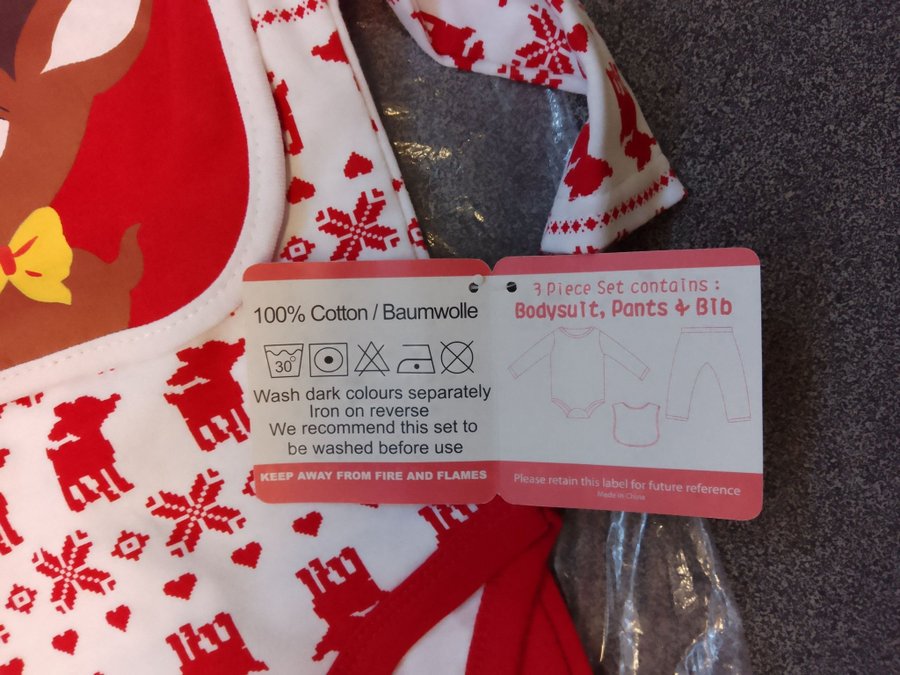 100% Cotton / Baumwolle
30°
Wash dark colours separately
Iron on reverse
We recommend this set to
be washed before use
KEEP AWAY FROM FIRE AND FLAMES
3 Piece Set contains :
Bodysuit, Pants & Bib
Please retain this label for future reference
Made in China